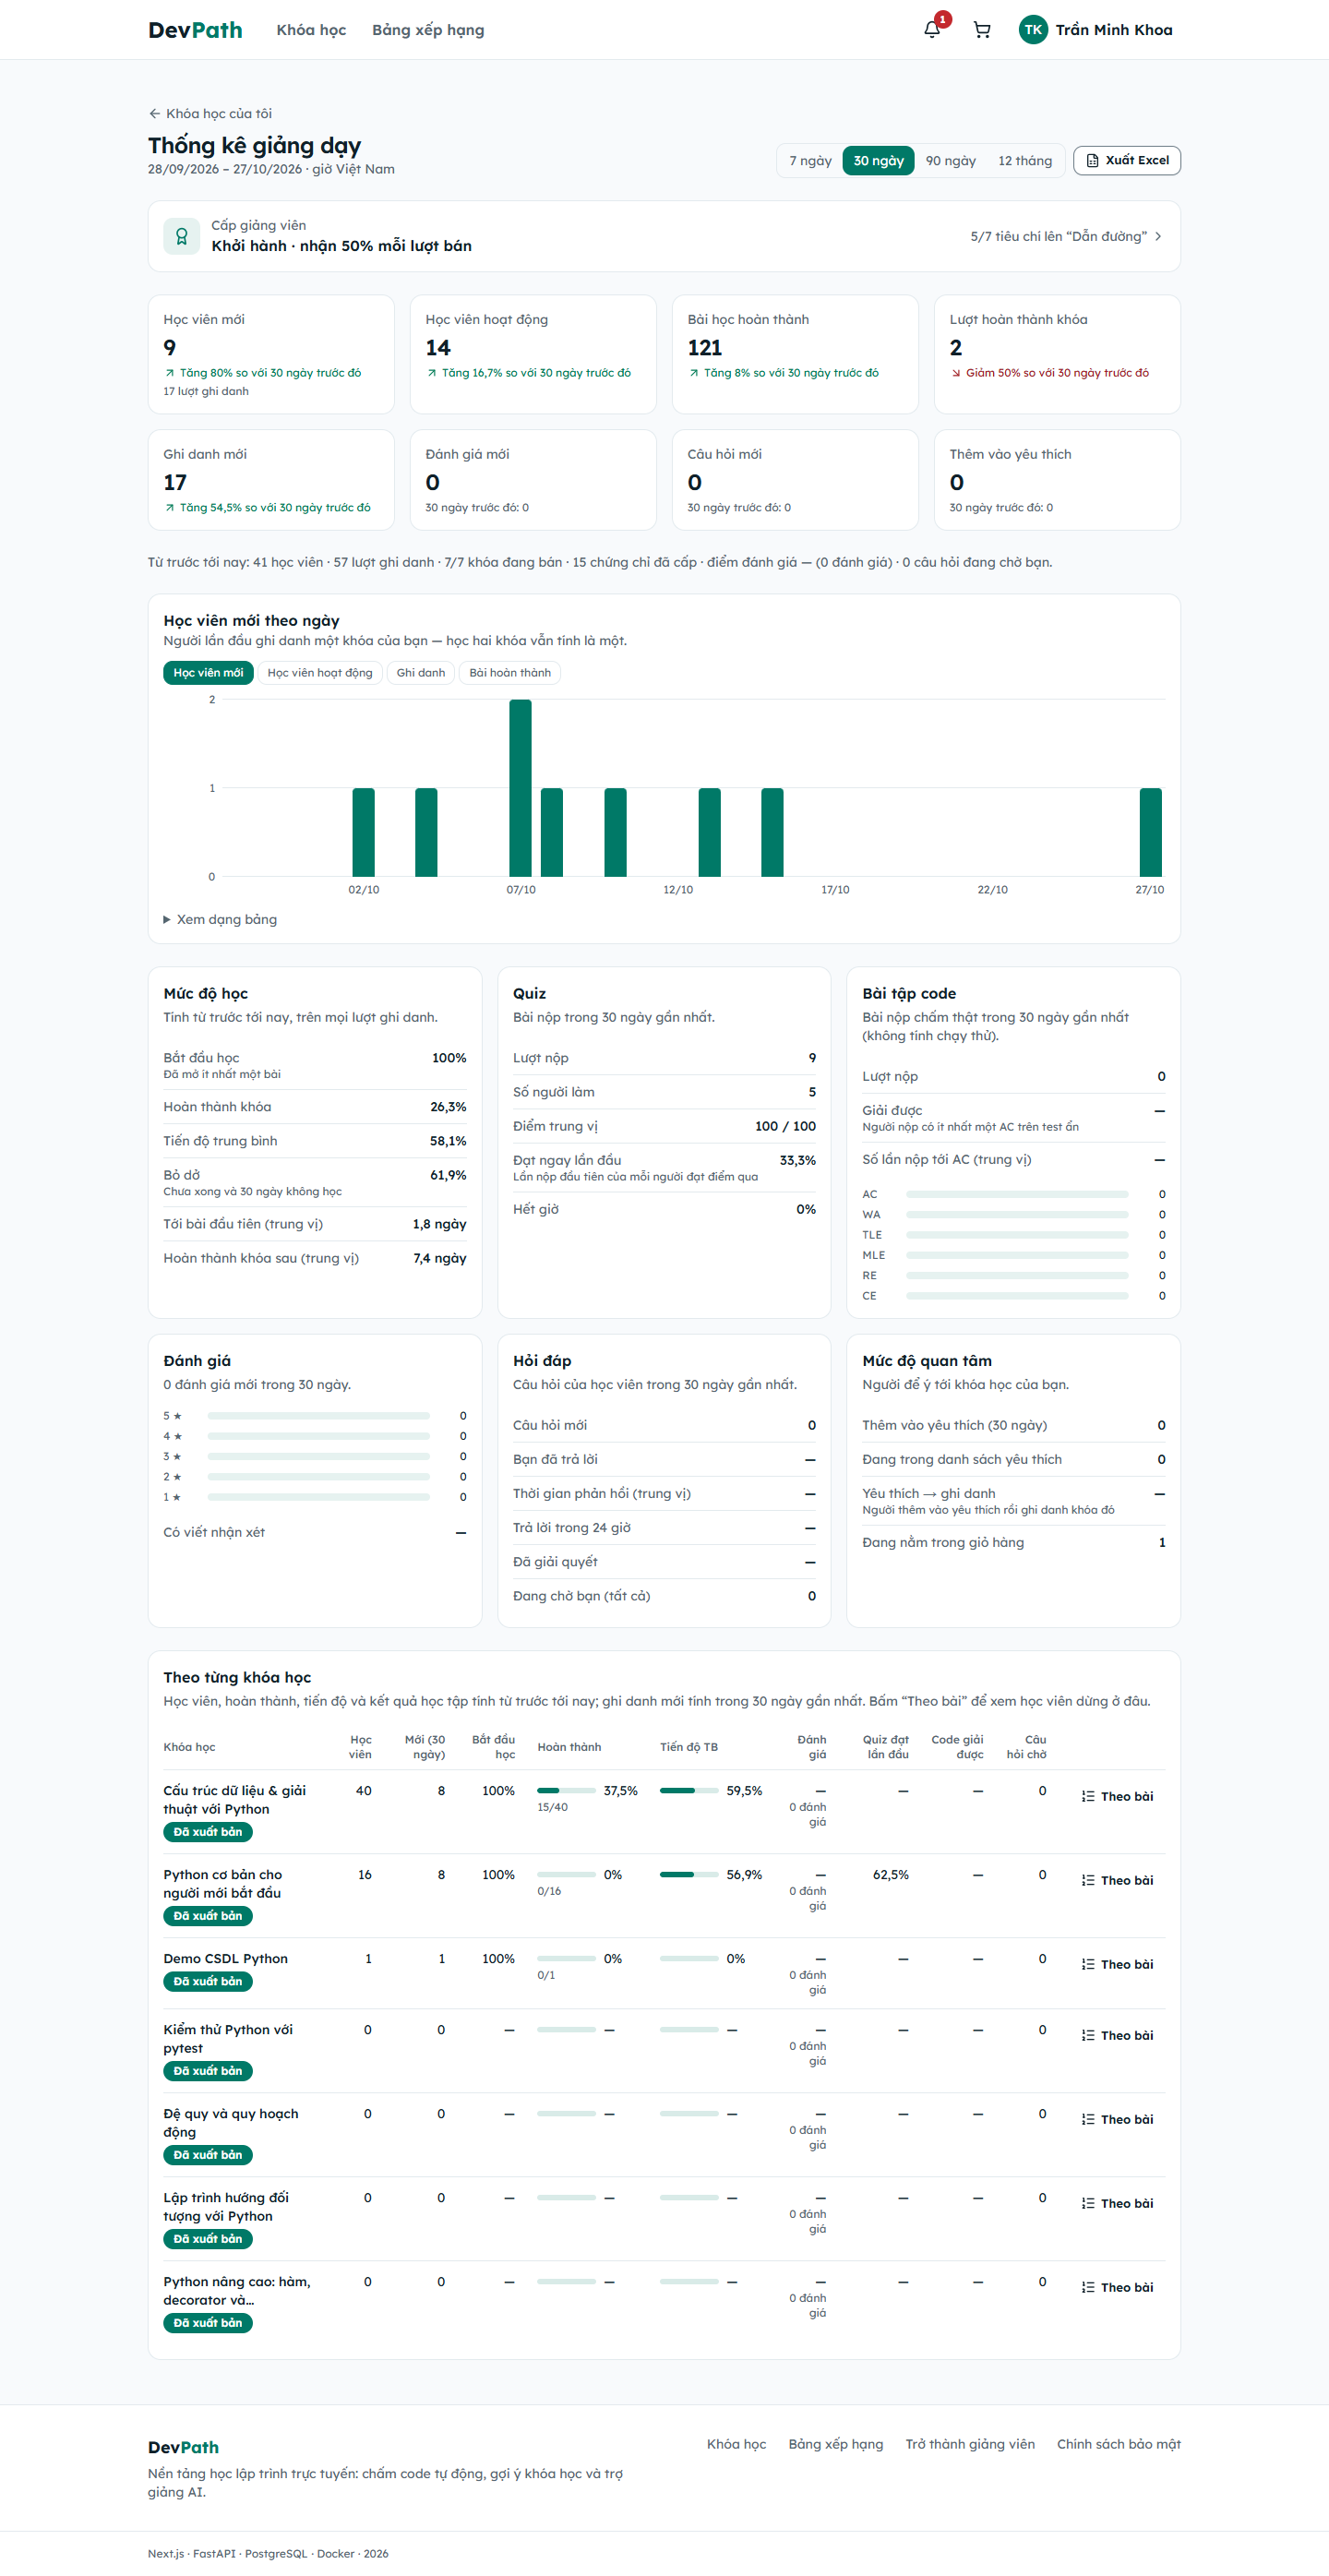 DevPath
Khóa học
Bảng xếp hạng
1
TK
Trần Minh Khoa
Khóa học của tôi
Thống kê giảng dạy
28/09/2026 – 27/10/2026 · giờ Việt Nam
7 ngày
30 ngày
90 ngày
12 tháng
Xuất Excel
Cấp giảng viên
Khởi hành · nhận 50% mỗi lượt bán
5/7 tiêu chí lên “Dẫn đường”
Học viên mới
9
Tăng 80% so với 30 ngày trước đó
17 lượt ghi danh
Học viên hoạt động
14
Tăng 16,7% so với 30 ngày trước đó
Bài học hoàn thành
121
Tăng 8% so với 30 ngày trước đó
Lượt hoàn thành khóa
2
Giảm 50% so với 30 ngày trước đó
Ghi danh mới
17
Tăng 54,5% so với 30 ngày trước đó
Đánh giá mới
0
30 ngày trước đó: 0
Câu hỏi mới
0
30 ngày trước đó: 0
Thêm vào yêu thích
0
30 ngày trước đó: 0
Từ trước tới nay: 41 học viên · 57 lượt ghi danh · 7/7 khóa đang bán · 15 chứng chỉ đã cấp · điểm đánh giá — (0 đánh giá) · 0 câu hỏi đang chờ bạn.
Học viên mới theo ngày
Người lần đầu ghi danh một khóa của bạn — học hai khóa vẫn tính là một.
Học viên mới
Học viên hoạt động
Ghi danh
Bài hoàn thành
2
1
0
02/10
07/10
12/10
17/10
22/10
27/10
Xem dạng bảng
Mức độ học
Tính từ trước tới nay, trên mọi lượt ghi danh.
Bắt đầu học 100%
Đã mở ít nhất một bài
Hoàn thành khóa 26,3%
Tiến độ trung bình 58,1%
Bỏ dở 61,9%
Chưa xong và 30 ngày không học
Tới bài đầu tiên (trung vị) 1,8 ngày
Hoàn thành khóa sau (trung vị) 7,4 ngày
Quiz
Bài nộp trong 30 ngày gần nhất.
Lượt nộp 9
Số người làm 5
Điểm trung vị 100 / 100
Đạt ngay lần đầu 33,3%
Lần nộp đầu tiên của mỗi người đạt điểm qua
Hết giờ 0%
Bài tập code
Bài nộp chấm thật trong 30 ngày gần nhất
(không tính chạy thử).
Lượt nộp 0
Giải được —
Người nộp có ít nhất một AC trên test ẩn
Số lần nộp tới AC (trung vị) —
AC 0
WA 0
TLE 0
MLE 0
RE 0
CE 0
Đánh giá
0 đánh giá mới trong 30 ngày.
5 ★ 0
4 ★ 0
3 ★ 0
2 ★ 0
1 ★ 0
Có viết nhận xét —
Hỏi đáp
Câu hỏi của học viên trong 30 ngày gần nhất.
Câu hỏi mới 0
Bạn đã trả lời —
Thời gian phản hồi (trung vị) —
Trả lời trong 24 giờ —
Đã giải quyết —
Đang chờ bạn (tất cả) 0
Mức độ quan tâm
Người để ý tới khóa học của bạn.
Thêm vào yêu thích (30 ngày) 0
Đang trong danh sách yêu thích 0
Yêu thích → ghi danh —
Người thêm vào yêu thích rồi ghi danh khóa đó
Đang nằm trong giỏ hàng 1
Theo từng khóa học
Học viên, hoàn thành, tiến độ và kết quả học tập tính từ trước tới nay; ghi danh mới tính trong 30 ngày gần nhất. Bấm “Theo bài” để xem học viên dừng ở đâu.
Khóa học
Học
viên
Mới (30
ngày)
Bắt đầu
học
Hoàn thành
Tiến độ TB
Đánh
giá
Quiz đạt
lần đầu
Code giải
được
Câu
hỏi chờ
Cấu trúc dữ liệu & giải 40 8 100% 37,5% 59,5% — — — 0 Theo bài
thuật với Python 15/40 0 đánh
giá
Đã xuất bản
Python cơ bản cho 16 8 100% 0% 56,9% — 62,5% — 0 Theo bài
người mới bắt đầu 0/16 0 đánh
giá
Đã xuất bản
Demo CSDL Python 1 1 100% 0% 0% — — — 0 Theo bài
0/1 0 đánh
giá
Đã xuất bản
Kiểm thử Python với 0 0 — — — — — — 0 Theo bài
pytest 0 đánh
giá
Đã xuất bản
Đệ quy và quy hoạch 0 0 — — — — — — 0 Theo bài
động 0 đánh
giá
Đã xuất bản
Lập trình hướng đối 0 0 — — — — — — 0 Theo bài
tượng với Python 0 đánh
giá
Đã xuất bản
Python nâng cao: hàm, 0 0 — — — — — — 0 Theo bài
decorator và… 0 đánh
giá
Đã xuất bản
DevPath
Nền tảng học lập trình trực tuyến: chấm code tự động, gợi ý khóa học và trợ
giảng AI.
Khóa học
Bảng xếp hạng
Trở thành giảng viên
Chính sách bảo mật
Next.js · FastAPI · PostgreSQL · Docker · 2026